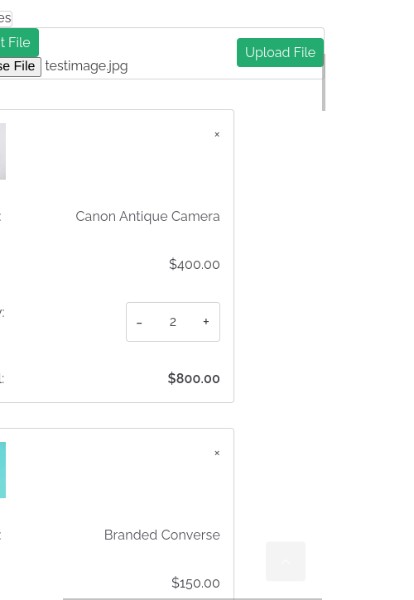 es
t File
Upload File
se File testimage.jpg
×
: Canon Antique Camera
$400.00
y:
- 2 +
l: $800.00
×
: Branded Converse
$150.00